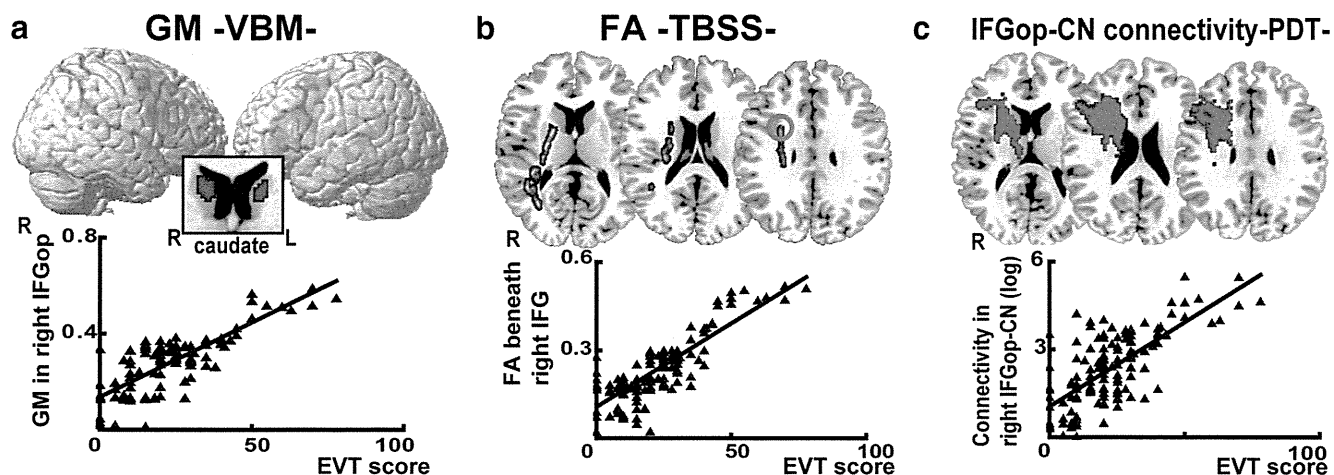 a GM -VBM-
R
R caudate L
GM in right IFGop
0.8
0.4
0 50 100
EVT score
b FA -TBSS-
R
FA beneath
right IFG
0.6
0.3
0 50 100
EVT score
c IFGop-CN connectivity-PDT-
R
Connectivity in
right IFGop-CN (log)
6
3
0 100
EVT score